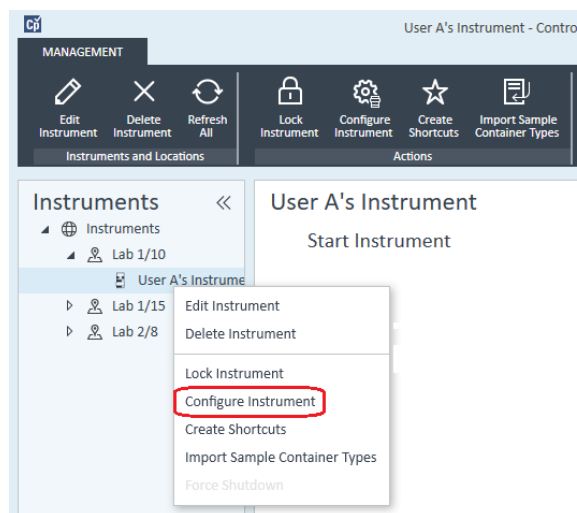 Cp
User A's Instrument - Contro
MANAGEMENT
Edit Instrument
Delete Instrument
Refresh All
Lock Instrument
Configure Instrument
Create Shortcuts
Import Sample Container Types
Instruments and Locations
Actions
Instruments
User A's Instrument
Instruments
Start Instrument
Lab 1/10
User A's Instrume
Lab 1/15
Lab 2/8
Edit Instrument
Delete Instrument
Lock Instrument
Configure Instrument
Create Shortcuts
Import Sample Container Types
Force Shutdown